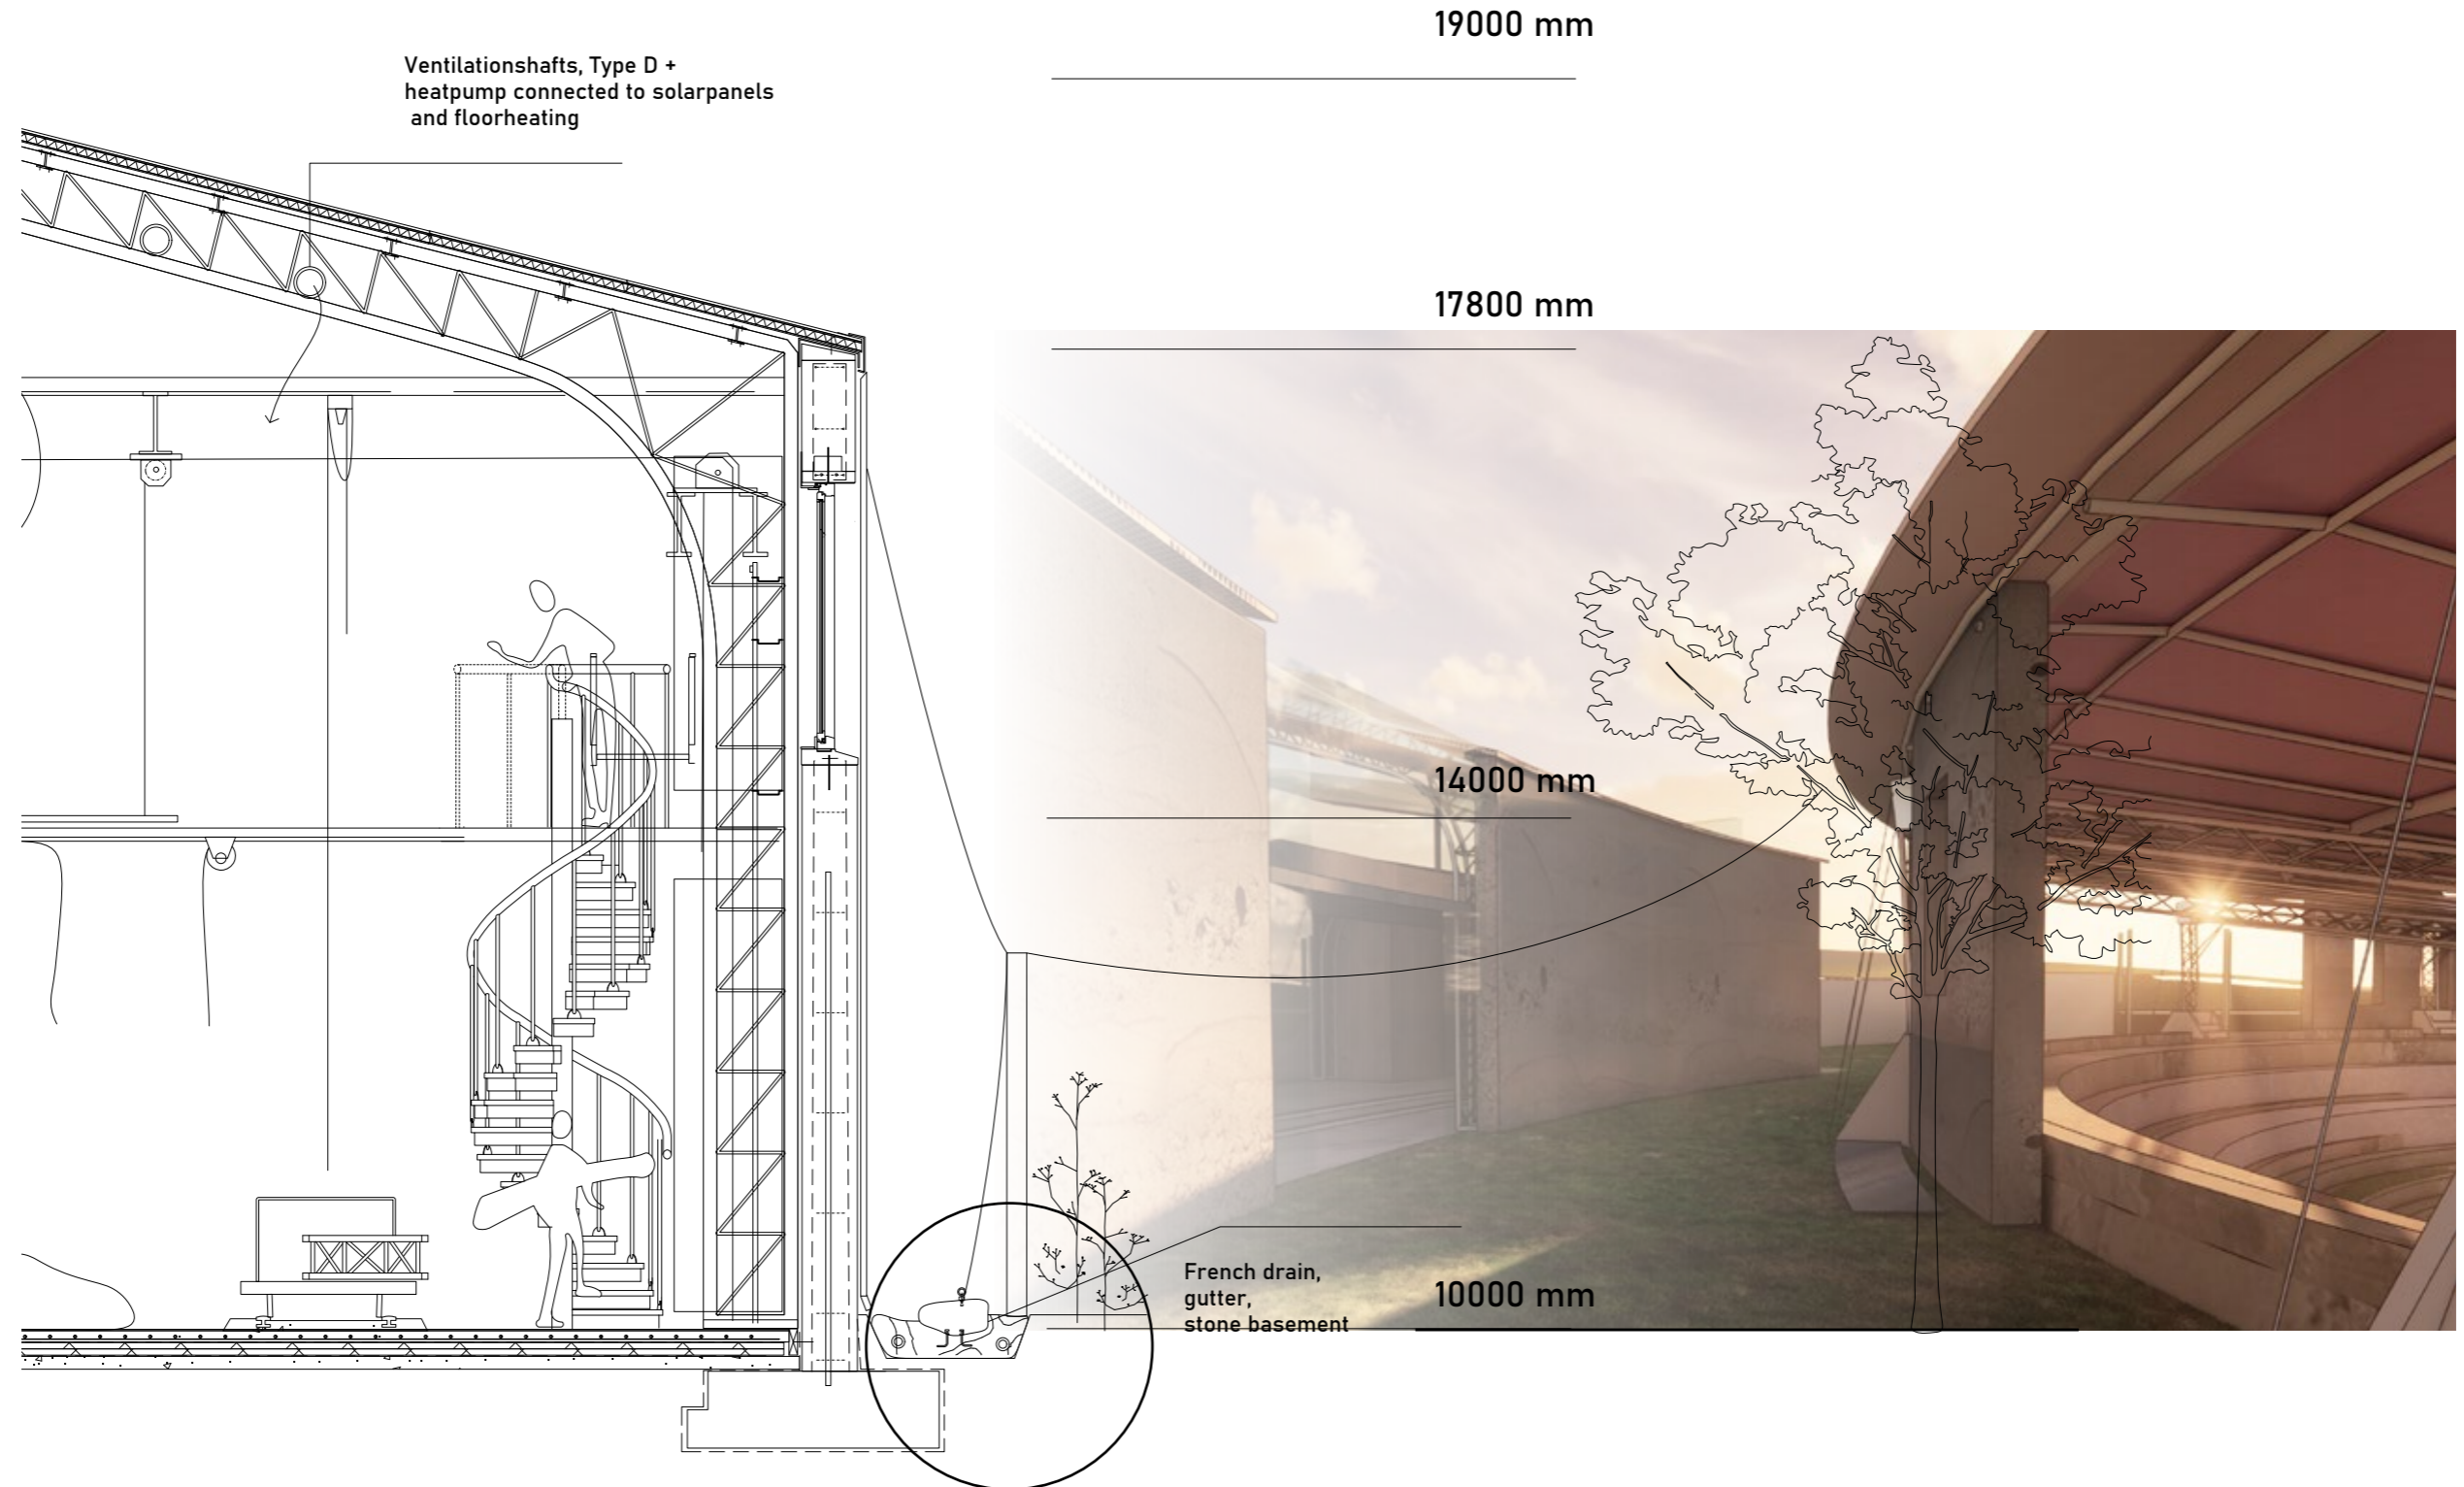 19000 mm
Ventilationshafts, Type D +
heatpump connected to solarpanels
and floorheating
17800 mm
14000 mm
French drain,
gutter,
stone basement
10000 mm